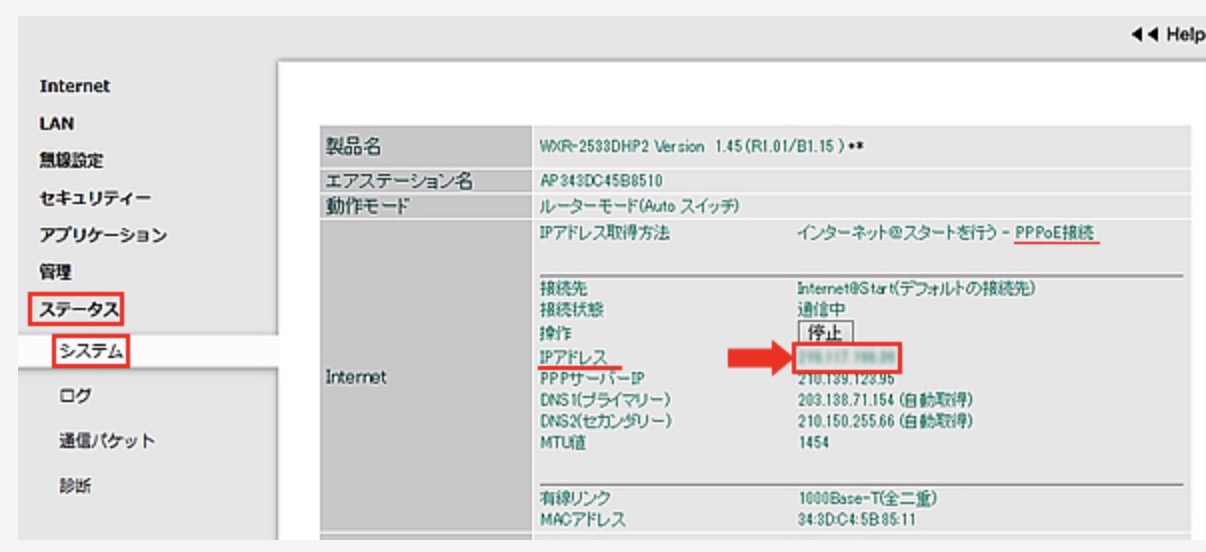 ◀◀ Help
Internet
LAN
無線設定
セキュリティー
アプリケーション
管理
ステータス
システム
ログ
通信パケット
診断
製品名 WXR-2533DHP2 Version 1.45 (R1.01/B1.15)
エアステーション名 AP343DC45B8510
動作モード ルーターモード(Auto スイッチ)
Internet
IPアドレス取得方法 インターネット@スタートを行う - PPPoE接続
接続先 Internet@Start(デフォルトの接続先)
接続状態 通信中
操作 停止
IPアドレス
PPPサーバーIP 210.139.123.95
DNS1(プライマリー) 203.138.71.154 (自動取得)
DNS2(セカンダリー) 210.150.255.66 (自動取得)
MTU値 1454
有線リンク 1000Base-T(全二重)
MACアドレス 34:3D:C4:5B:85:11